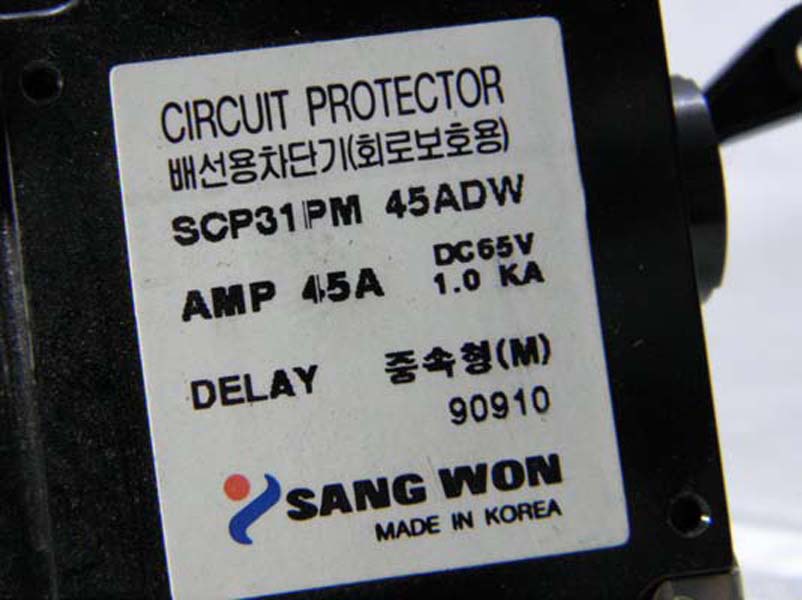 CIRCUIT PROTECTOR
배선용차단기(회로보호용)
SCP31PM 45ADW
AMP 45A DC65V
1.0 KA
DELAY 중속형(M)
90910
SANG WON
MADE IN KOREA